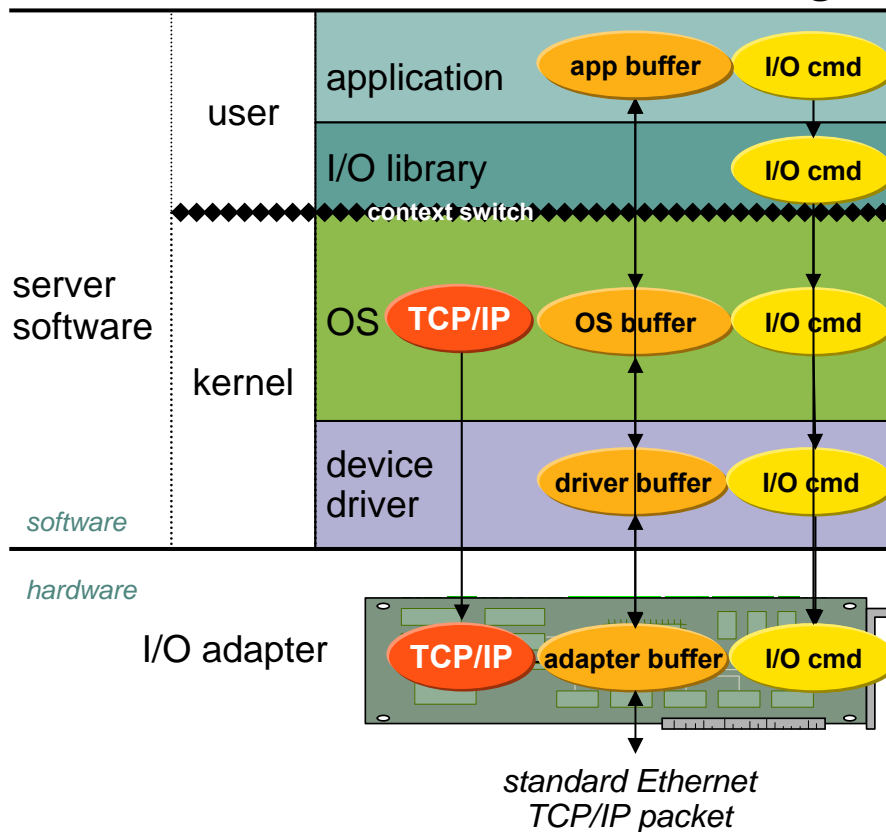 application
app buffer
I/O cmd
user
I/O library
I/O cmd
context switch
server
software
OS
TCP/IP
OS buffer
I/O cmd
kernel
device
driver
driver buffer
I/O cmd
software
hardware
I/O adapter
TCP/IP
adapter buffer
I/O cmd
standard Ethernet
TCP/IP packet